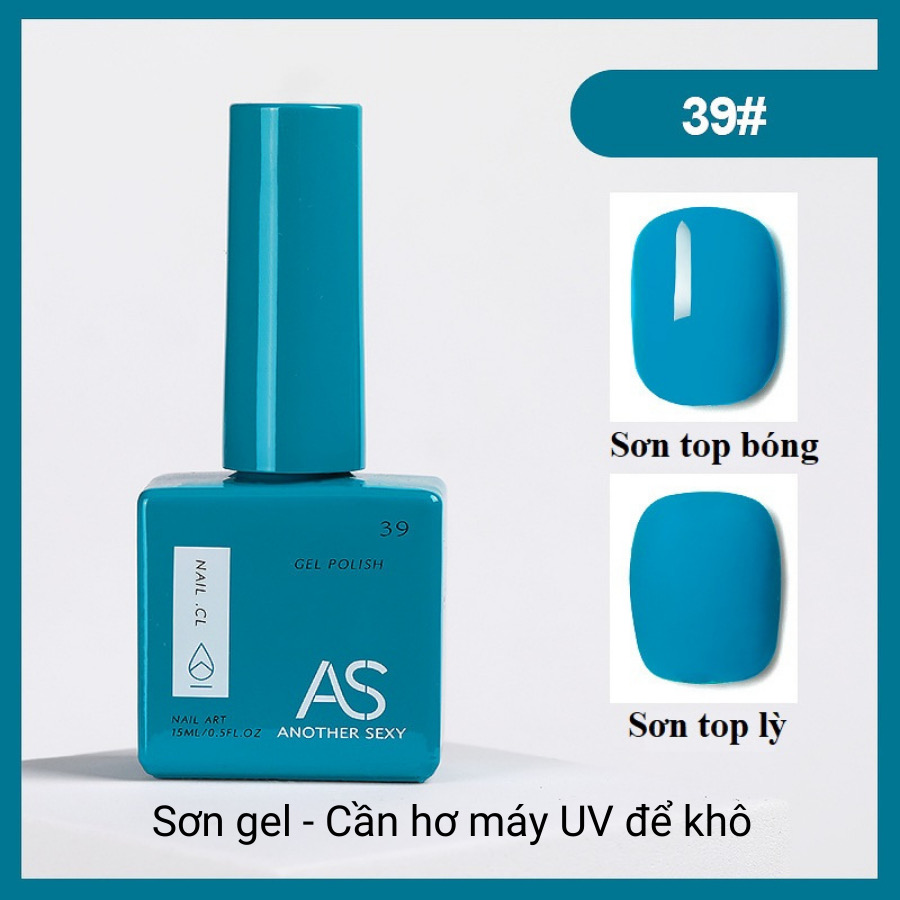 39#
Sơn top bóng
Sơn top lỳ
39
GEL POLISH
NAIL .CL
AS
NAIL ART
15ML/0.5FL.OZ
ANOTHER SEXY
Sơn gel - Cần hơ máy UV để khô